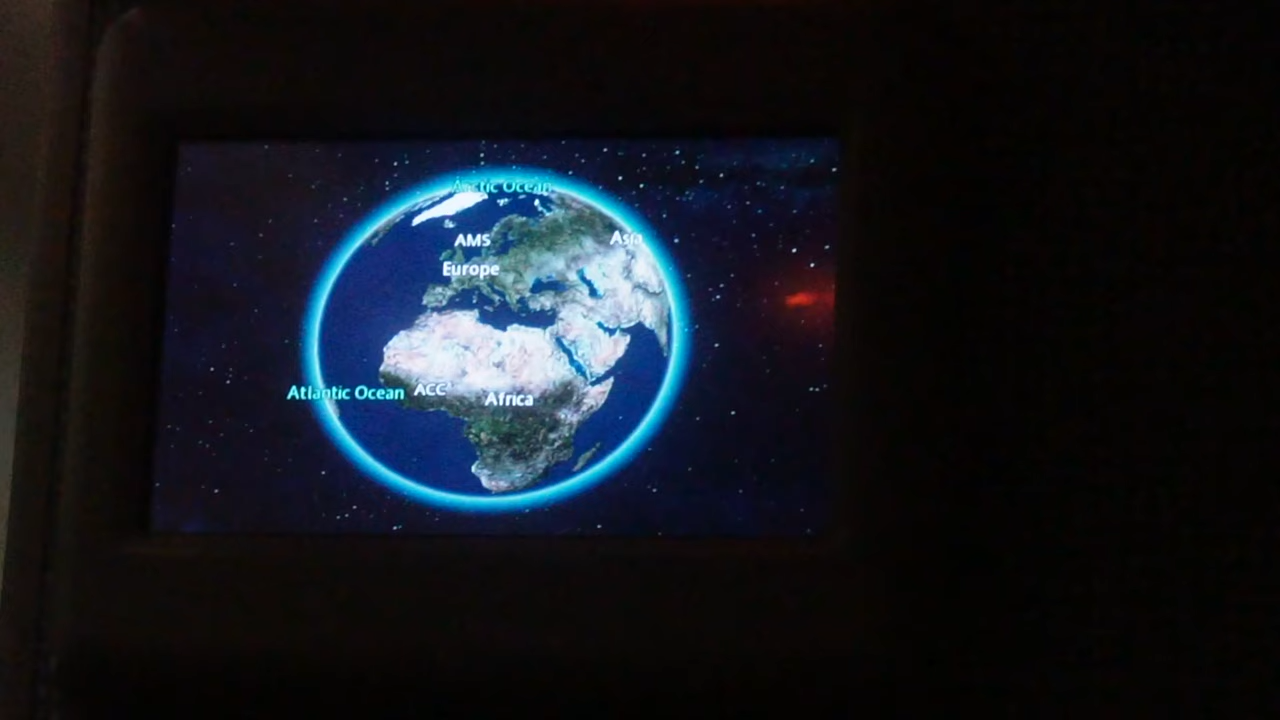 Arctic Ocean
AMS
Asia
Europe
Atlantic Ocean
ACC
Africa